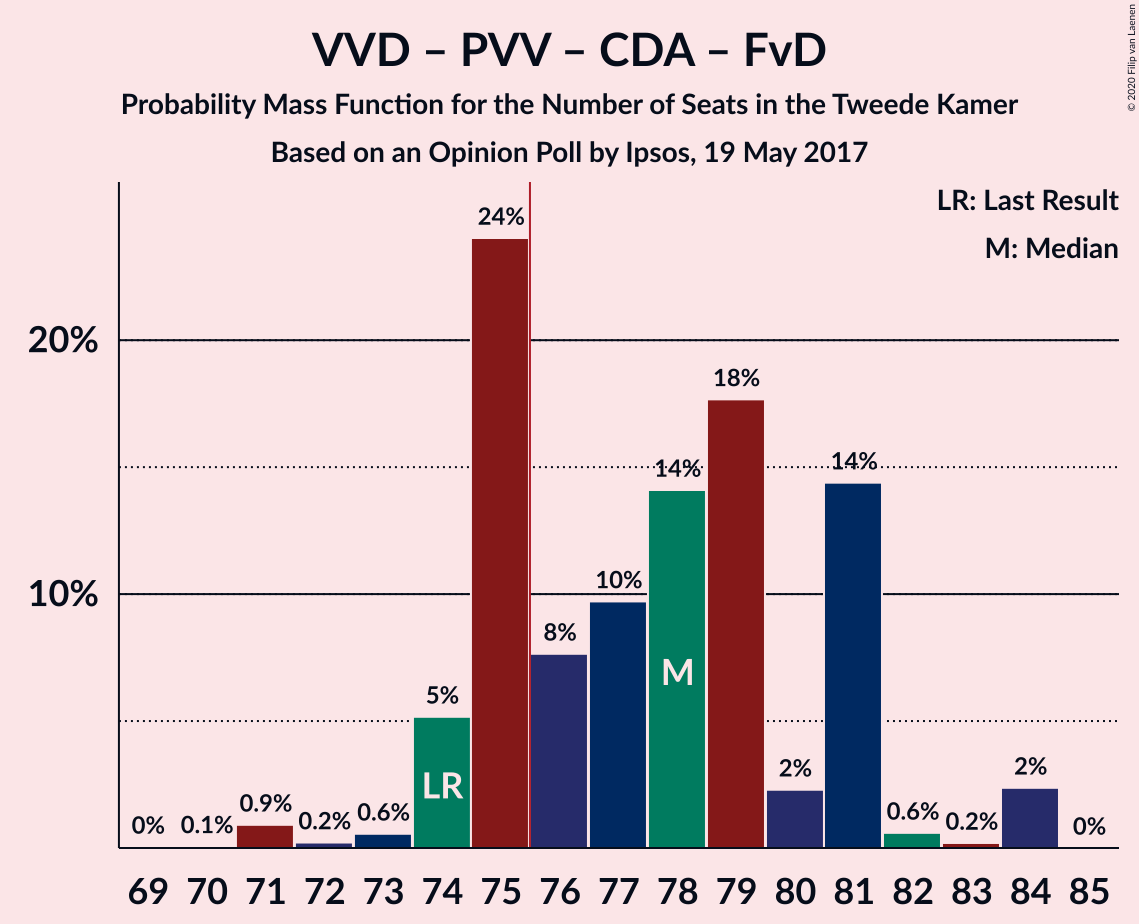 VVD – PVV – CDA – FvD
Probability Mass Function for the Number of Seats in the Tweede Kamer
Based on an Opinion Poll by Ipsos, 19 May 2017
© 2020 Filip van Laenen
LR: Last Result
M: Median
20%
10%
0%
0.1%
0.9%
0.2%
0.6%
5%
24%
8%
10%
14%
18%
2%
14%
0.6%
0.2%
2%
0%
LR
M
69 70 71 72 73 74 75 76 77 78 79 80 81 82 83 84 85